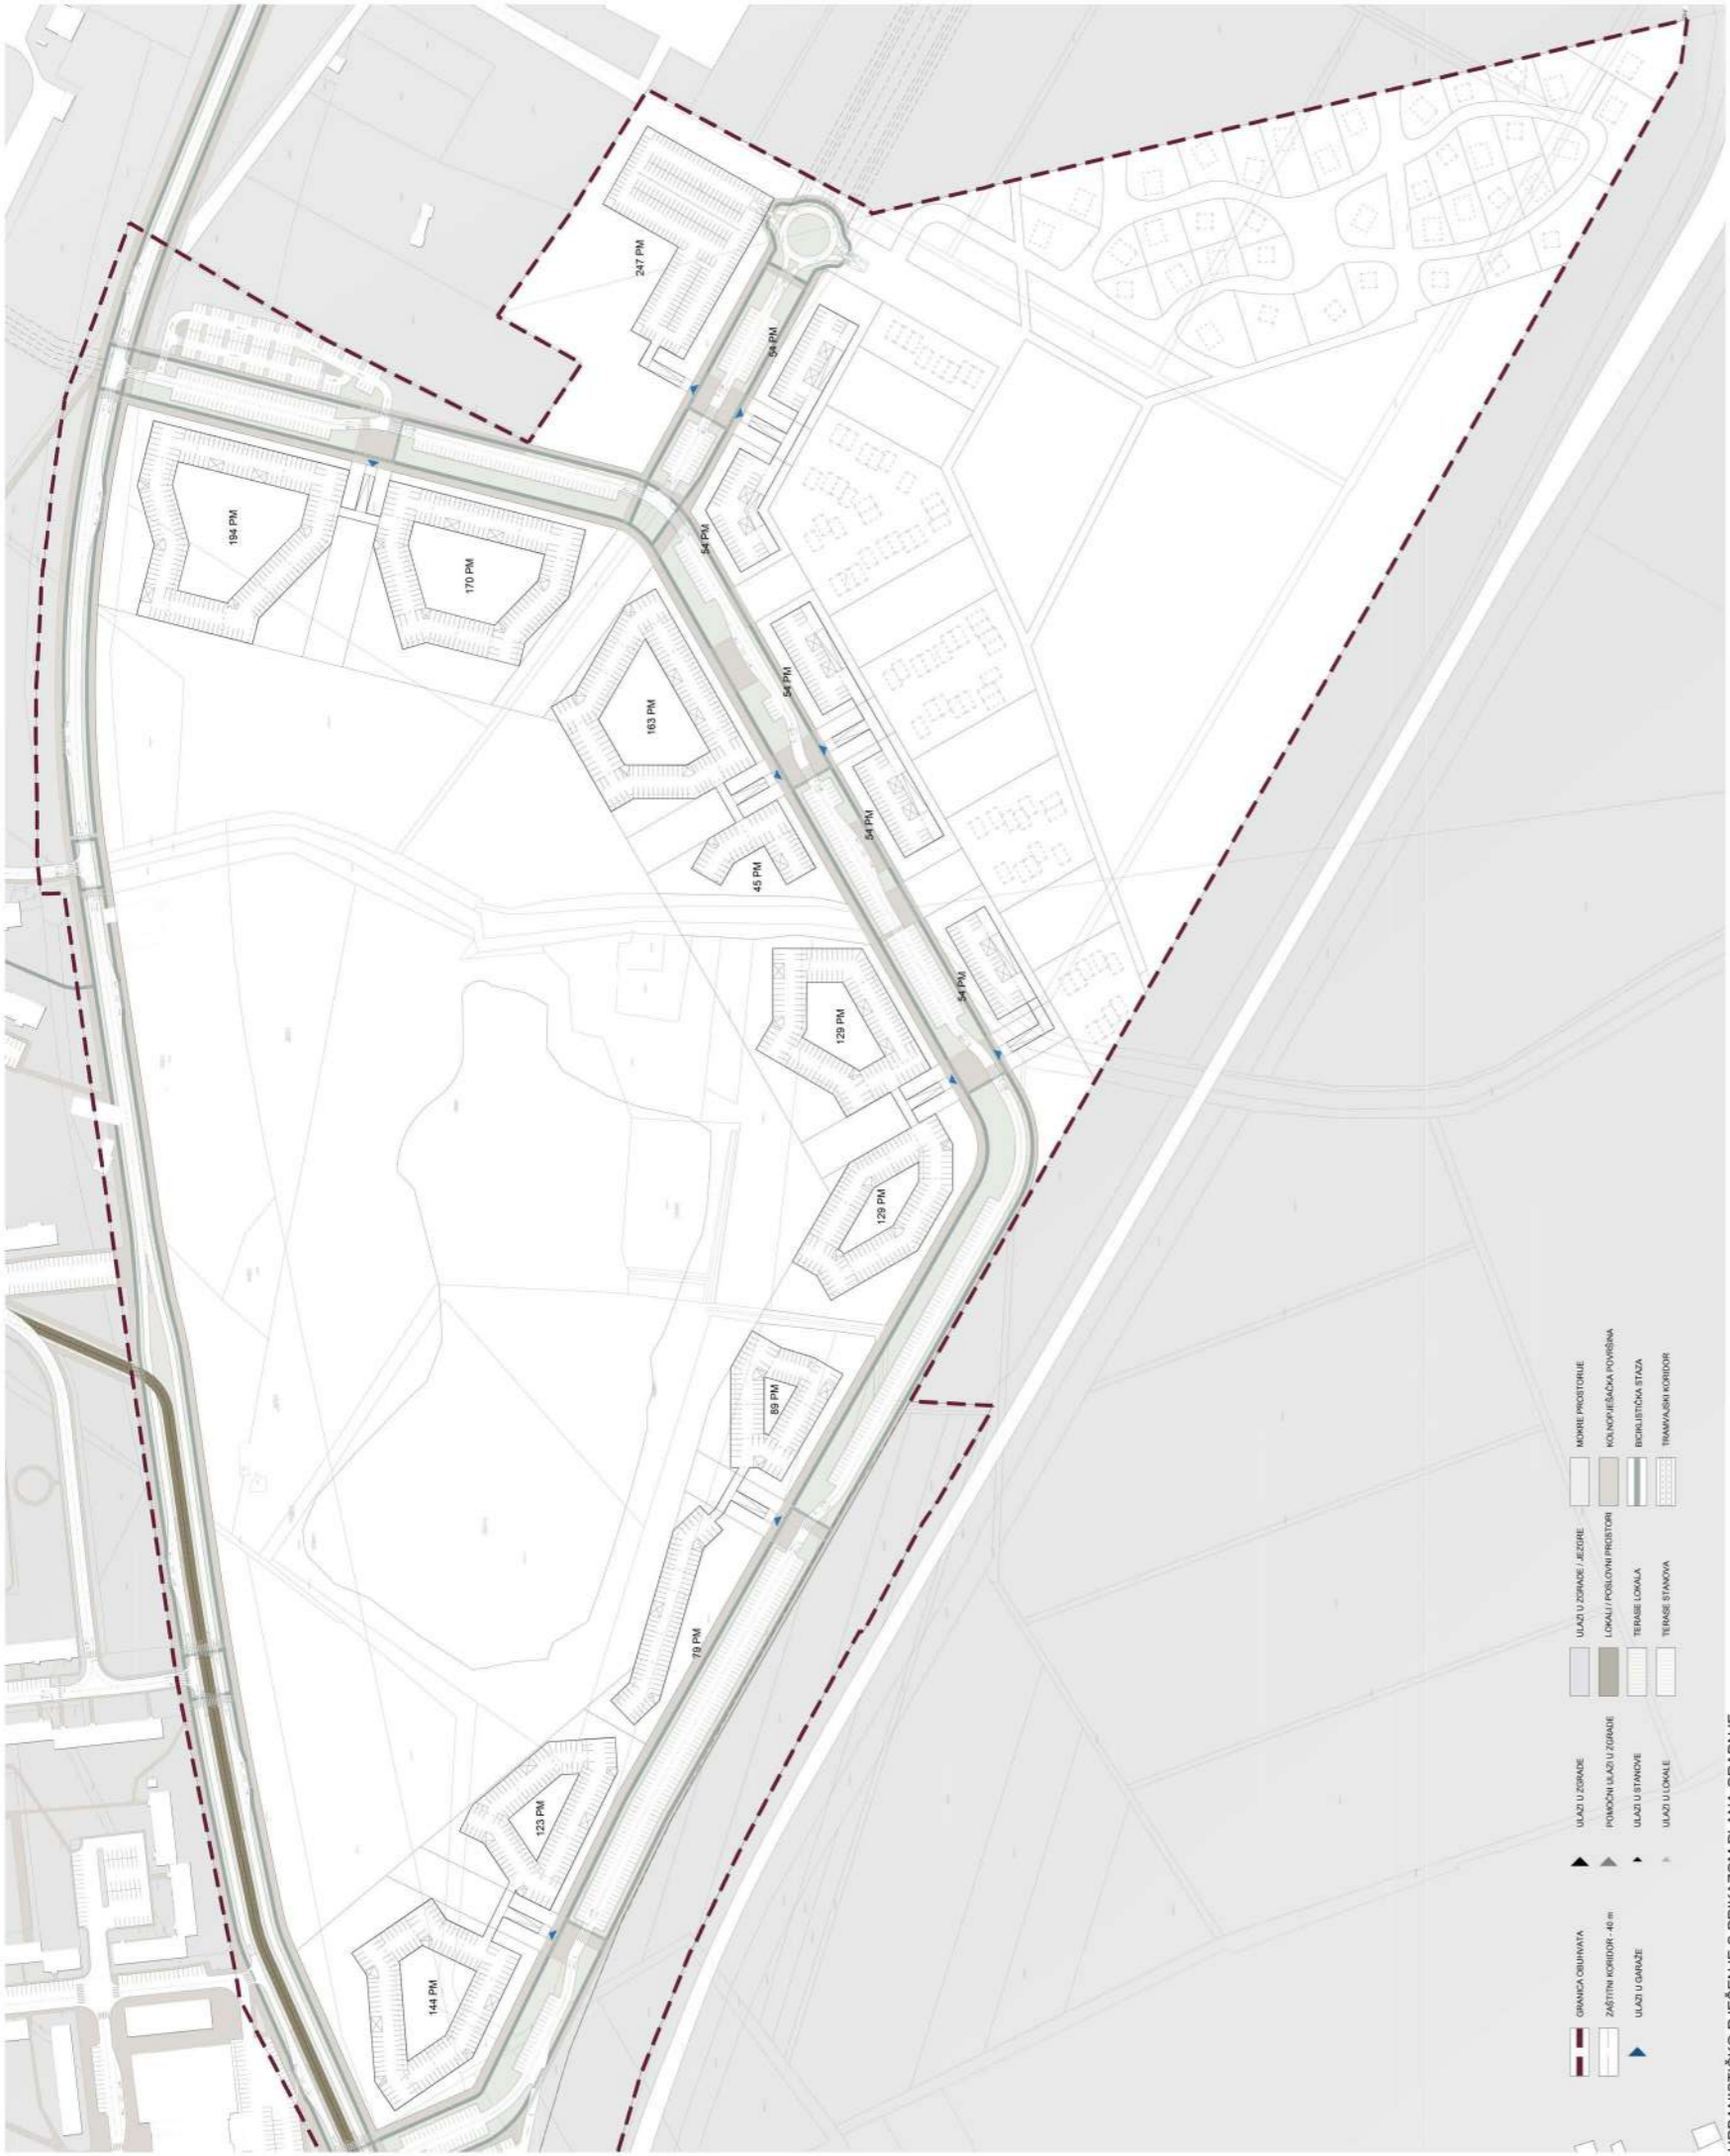 247 PM
54 PM
194 PM
170 PM
54 PM
163 PM
54 PM
54 PM
45 PM
129 PM
54 PM
129 PM
89 PM
79 PM
123 PM
144 PM
GRANICA OBUHVATA
ZAŠTITNI KORIDOR - 40 m
ULAZI U GARAŽE
ULAZI U ZGRADE
POMOĆNI ULAZI U ZGRADE
ULAZI U STANOVE
ULAZI U LOKALE
ULAZI U ZGRADE / JEZGRE
LOKALI / POSLOVNI PROSTORI
TERASE LOKALA
TERASE STANOVA
MOKRE PROSTORIJE
KOLNOPJEŠAČKA POVRŠINA
BICIKLISTIČKA STAZA
TRAMVAJSKI KORIDOR